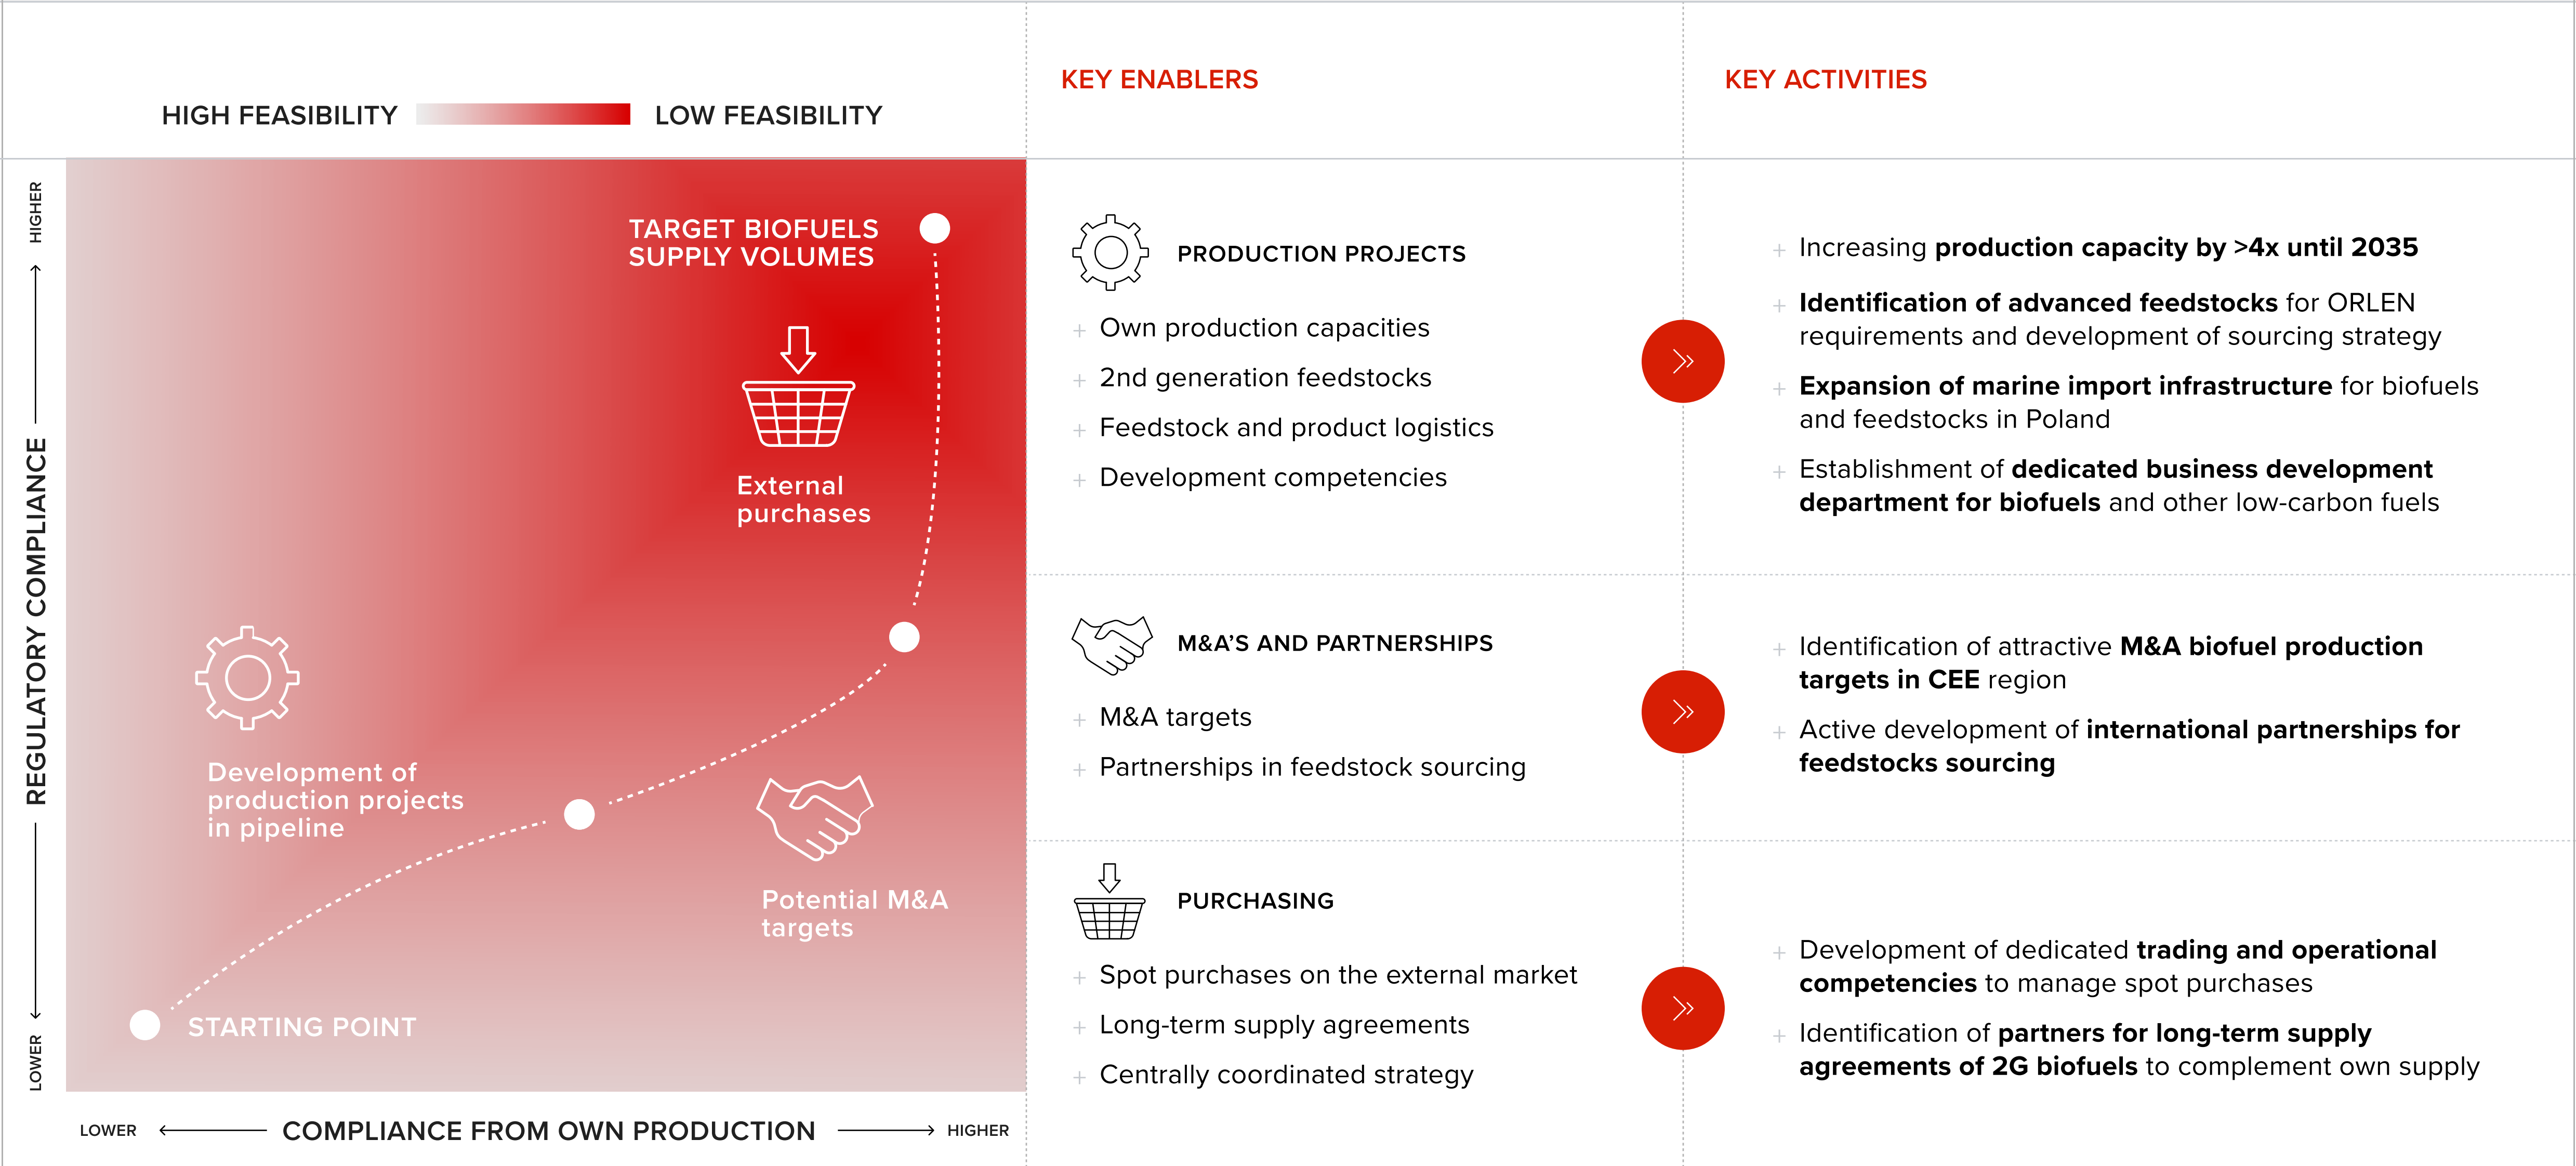 HIGH FEASIBILITY
LOW FEASIBILITY
KEY ENABLERS
KEY ACTIVITIES
HIGHER
REGULATORY COMPLIANCE
LOWER
TARGET BIOFUELS
SUPPLY VOLUMES
External
purchases
Development of
production projects
in pipeline
Potential M&A
targets
STARTING POINT
LOWER
COMPLIANCE FROM OWN PRODUCTION
HIGHER
PRODUCTION PROJECTS
+ Own production capacities
+ 2nd generation feedstocks
+ Feedstock and product logistics
+ Development competencies
+ Increasing production capacity by >4x until 2035
+ Identification of advanced feedstocks for ORLEN
requirements and development of sourcing strategy
+ Expansion of marine import infrastructure for biofuels
and feedstocks in Poland
+ Establishment of dedicated business development
department for biofuels and other low-carbon fuels
M&A’S AND PARTNERSHIPS
+ M&A targets
+ Partnerships in feedstock sourcing
+ Identification of attractive M&A biofuel production
targets in CEE region
+ Active development of international partnerships for
feedstocks sourcing
PURCHASING
+ Spot purchases on the external market
+ Long-term supply agreements
+ Centrally coordinated strategy
+ Development of dedicated trading and operational
competencies to manage spot purchases
+ Identification of partners for long-term supply
agreements of 2G biofuels to complement own supply